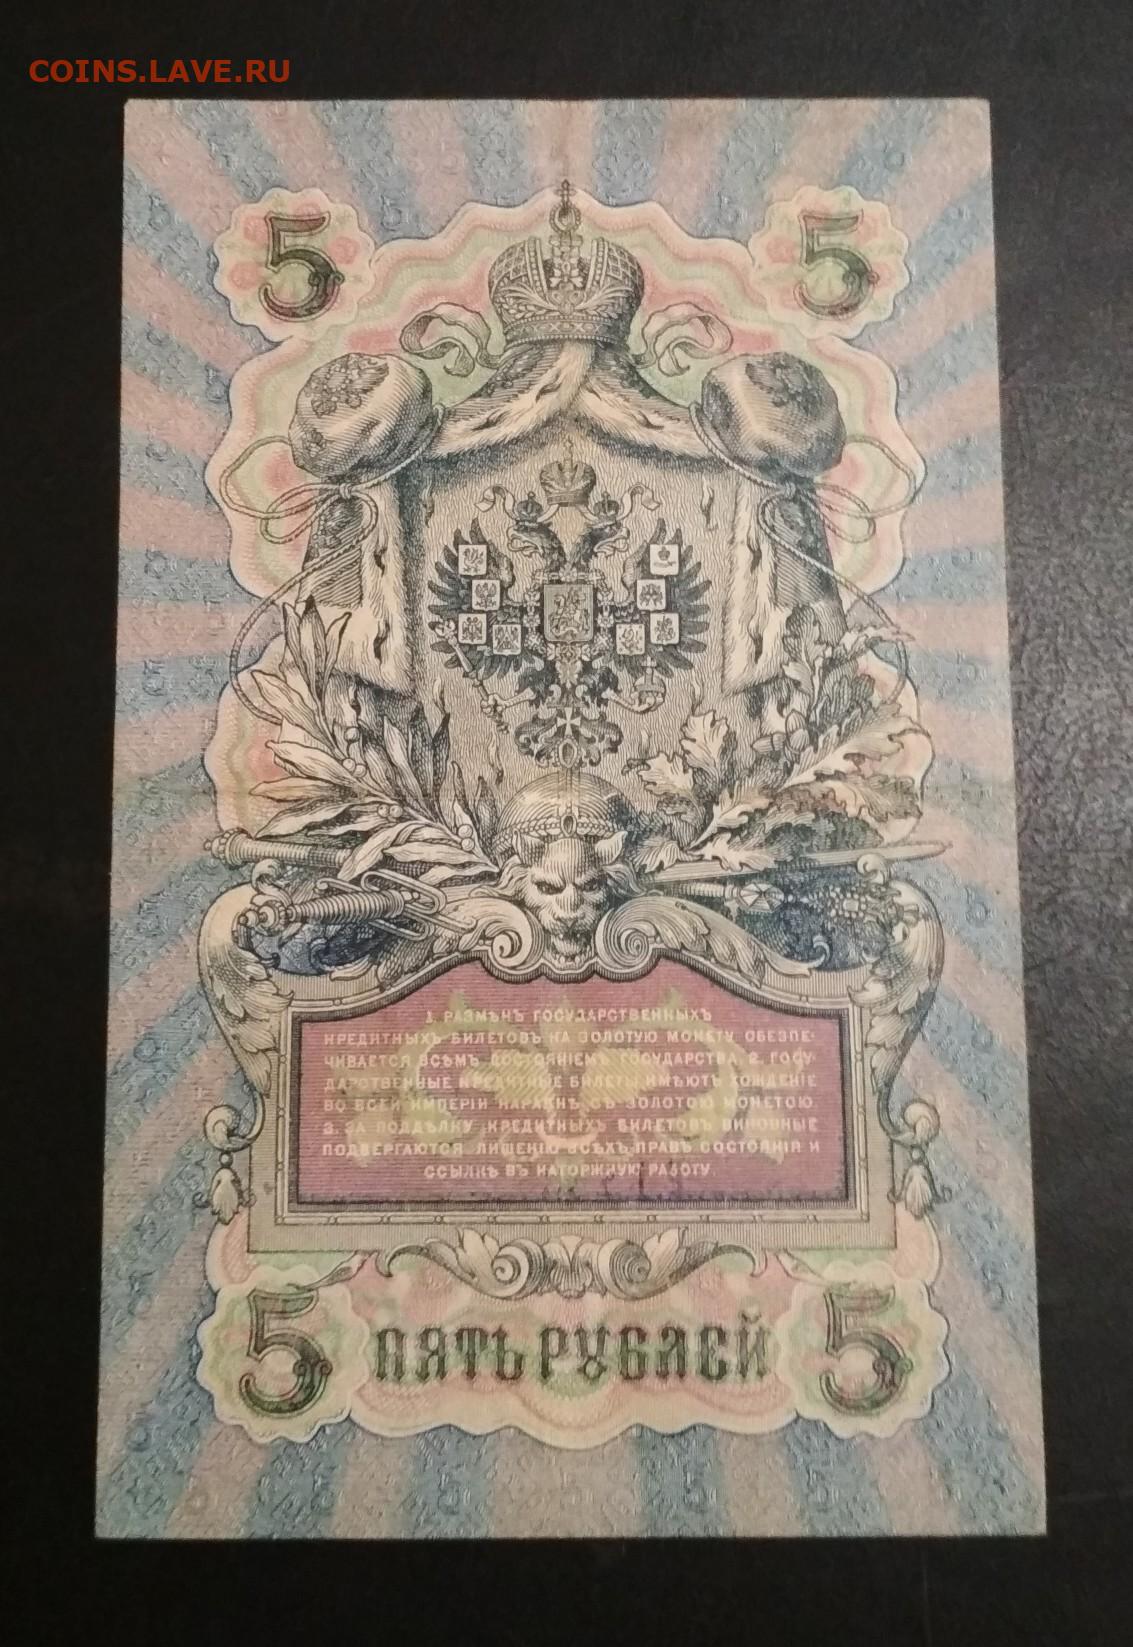 COINS.LAVE.RU
5 5
1. РАЗМѢНЪ ГОСУДАРСТВЕННЫХЪ
КРЕДИТНЫХЪ БИЛЕТОВЪ НА ЗОЛОТУЮ МОНЕТУ ОБЕЗПЕ-
ЧИВАЕТСЯ ВСѢМЪ ДОСТОЯНІЕМЪ ГОСУДАРСТВА. 2. ГОСУ-
ДАРСТВЕННЫЕ КРЕДИТНЫЕ БИЛЕТЫ ИМѢЮТЪ ХОЖДЕНІЕ
ВО ВСЕЙ ИМПЕРІИ НАРАВНѢ СЪ ЗОЛОТОЮ МОНЕТОЮ.
3. ЗА ПОДДѢЛКУ КРЕДИТНЫХЪ БИЛЕТОВЪ ВИНОВНЫЕ
ПОДВЕРГАЮТСЯ ЛИШЕНІЮ ВСѢХЪ ПРАВЪ СОСТОЯНІЯ И
ССЫЛКѢ ВЪ КАТОРЖНУЮ РАБОТУ.
5 ПЯТЬ РУБЛЕЙ 5